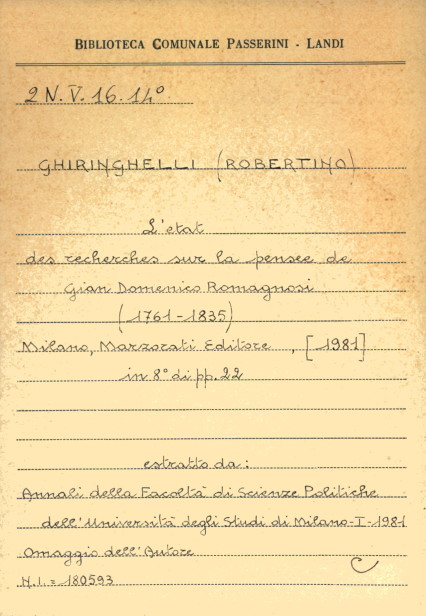 BIBLIOTECA COMUNALE PASSERINI - LANDI
2 N.V.16.14°
GHIRINGHELLI (ROBERTINO)
L'etat
des recherches sur la pensee de
Gian Domenico Romagnosi
(1761-1835)
Milano, Marzorati Editore, [1981]
in 8° di pp. 22
estratto da:
Annali della Facoltà di Scienze Politiche
dell'Università degli Studi di Milano-I-1981
Omaggio dell'Autore
C
N.I. = 180593